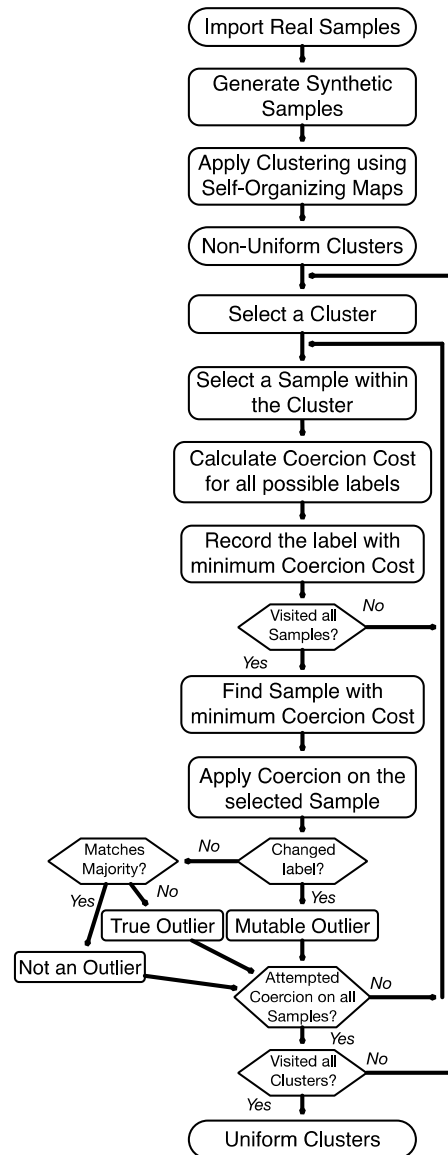 Import Real Samples
Generate Synthetic
Samples
Apply Clustering using
Self-Organizing Maps
Non-Uniform Clusters
Select a Cluster
Select a Sample within
the Cluster
Calculate Coercion Cost
for all possible labels
Record the label with
minimum Coercion Cost
Visited all
Samples?
No
Yes
Find Sample with
minimum Coercion Cost
Apply Coercion on the
selected Sample
Changed
label?
No
Yes
Matches
Majority?
Yes
No
True Outlier
Mutable Outlier
Not an Outlier
Attempted
Coercion on all
Samples?
No
Yes
Visited all
Clusters?
No
Yes
Uniform Clusters